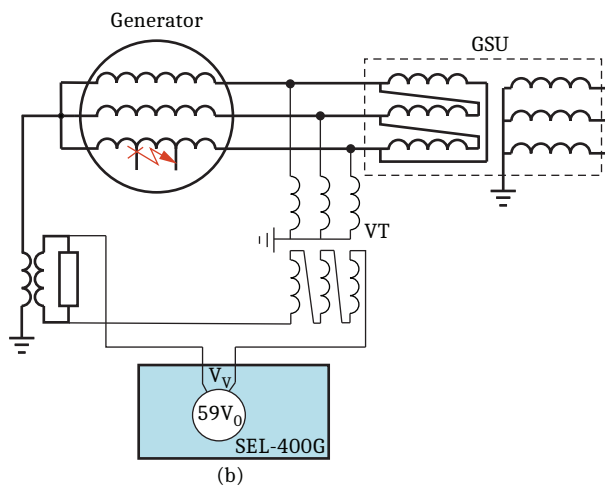 Generator
GSU
VT
V_V
59V_0
SEL-400G
(b)